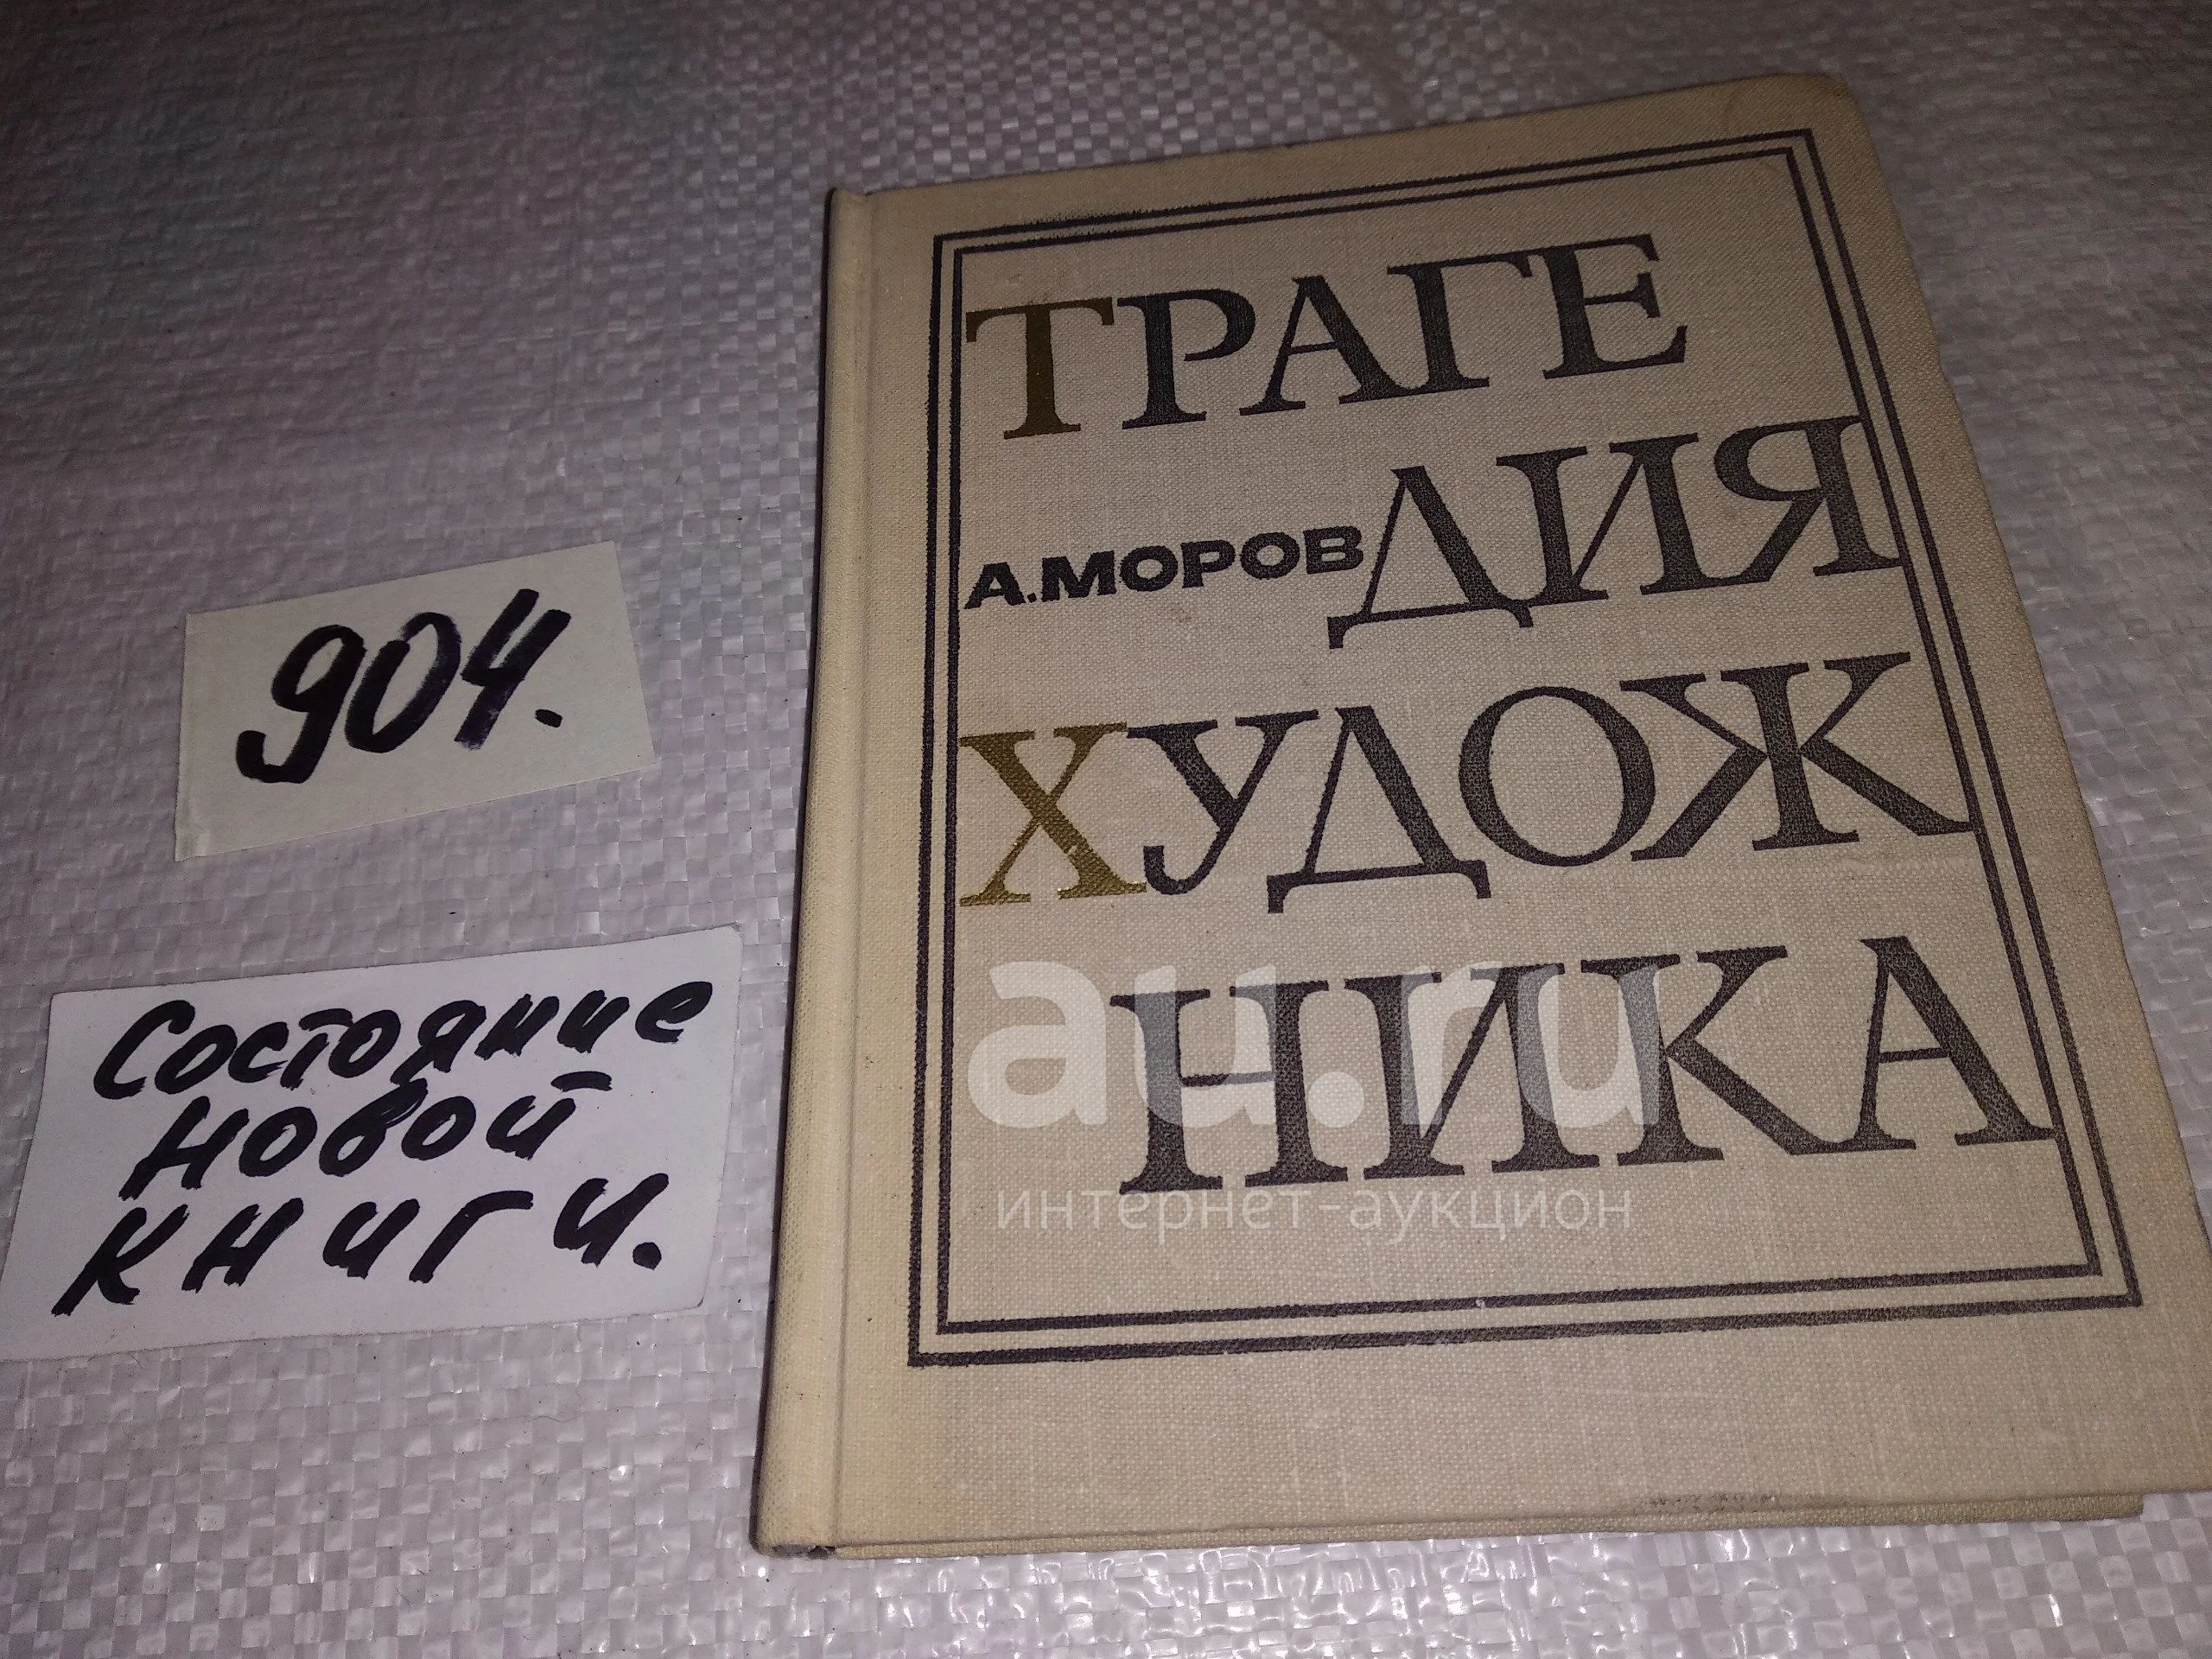 904.
Состояние
новой
книги.
ТРАГЕ
А.МОРОВ ДИЯ
ХУДОЖ
НИКА
au.ru
интернет-аукцион